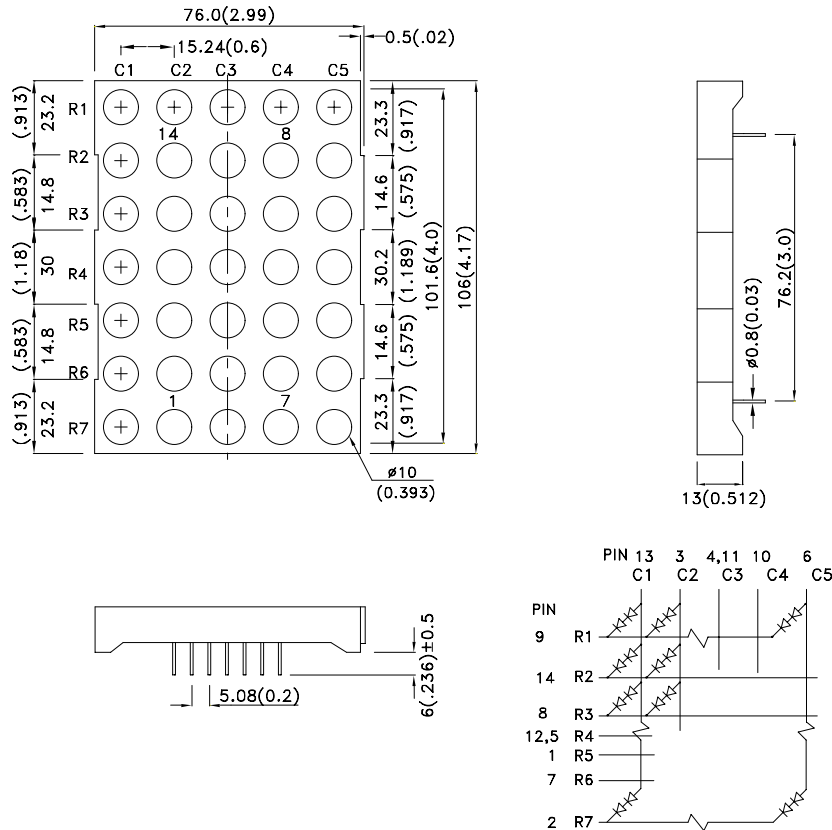 76.0(2.99)
0.5(.02)
15.24(0.6)
C1 C2 C3 C4 C5
R1
14 8
R2
R3
R4
R5
R6
1 7
R7
(.913) 23.2
(.583) 14.8
(1.18) 30
(.583) 14.8
(.913) 23.2
23.3 (.917)
14.6 (.575)
30.2 (1.189)
14.6 (.575)
23.3 (.917)
101.6(4.0)
106(4.17)
ø10
(0.393)
76.2(3.0)
ø0.8(0.03)
13(0.512)
5.08(0.2)
6(.236)±0.5
PIN 13 3 4,11 10 6
C1 C2 C3 C4 C5
PIN
9 R1
14 R2
8 R3
12,5 R4
1 R5
7 R6
2 R7